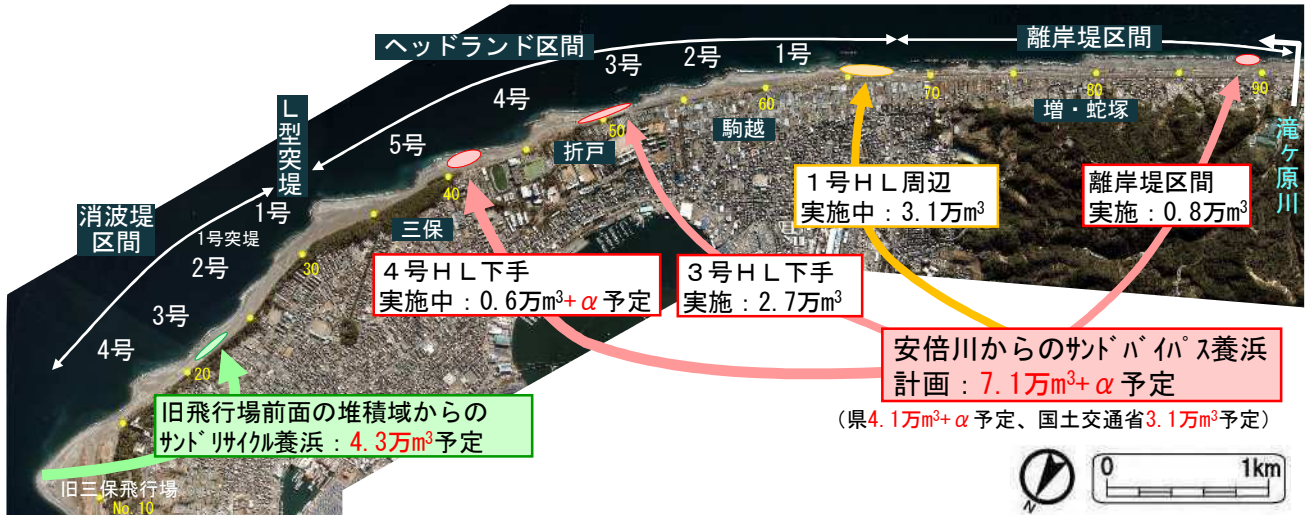 ヘッドランド区間
離岸堤区間
3号
2号
1号
4号
5号
L型突堤
消波堤
区間
1号
1号突堤
2号
3号
4号
20
30
40
50
60
70
80
90
三保
折戸
駒越
増・蛇塚
滝ヶ原川
1号HL周辺
実施中：3.1万m³
離岸堤区間
実施：0.8万m³
4号HL下手
実施中：0.6万m³+α予定
3号HL下手
実施：2.7万m³
安倍川からのサンドバイパス養浜
計画：7.1万m³+α予定
（県4.1万m³+α予定、国土交通省3.1万m³予定）
旧飛行場前面の堆積域からの
サンドリサイクル養浜：4.3万m³予定
旧三保飛行場
No.10
N
0 1km